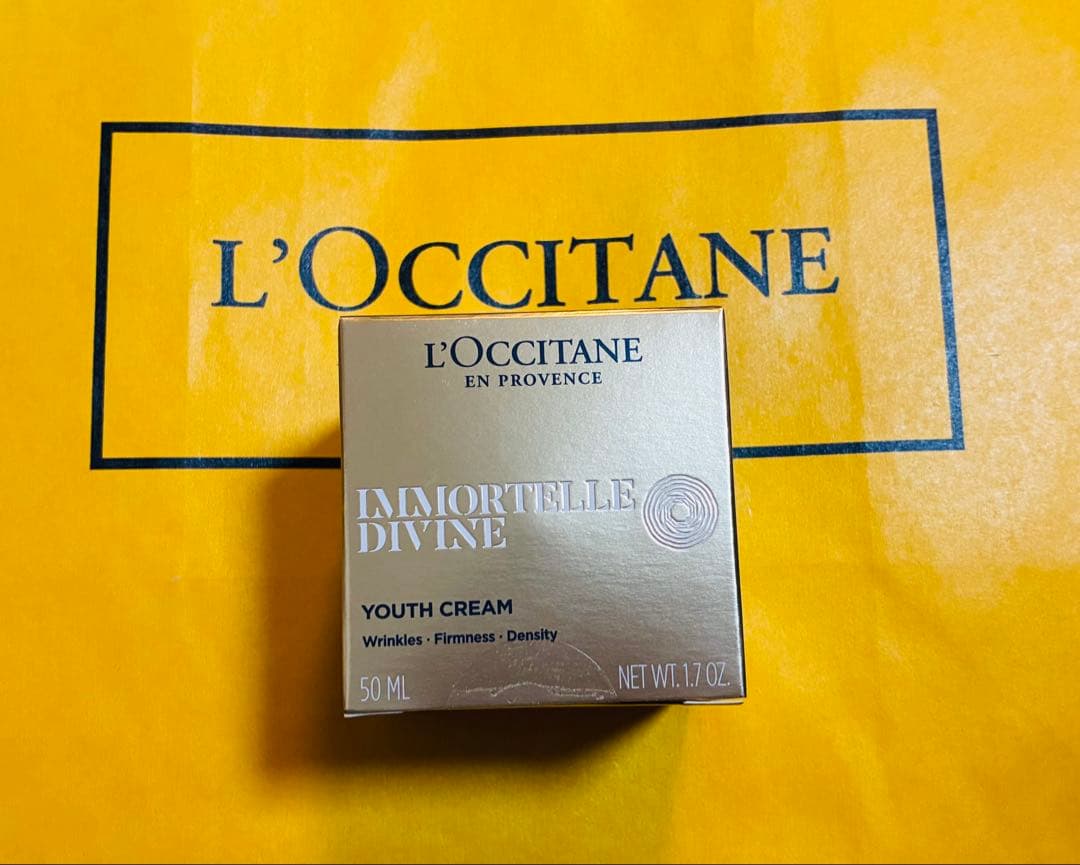 L'OCCITANE
L'OCCITANE
EN PROVENCE
IMMORTELLE
DIVINE
YOUTH CREAM
Wrinkles · Firmness · Density
50 ML
NET WT. 1.7 OZ.